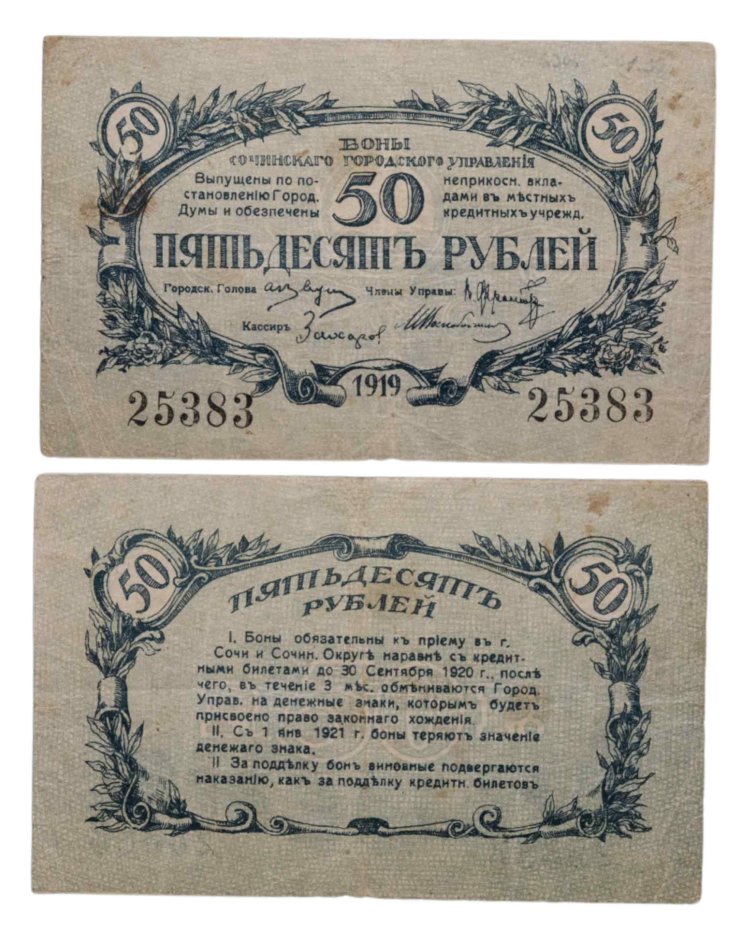 50
50
БОНЫ
СОЧИНСКАГО ГОРОДСКОГО УПРАВЛЕНІЯ
Выпущены по по-
становленію Город.
Думы и обезпечены
50
неприкосн. вкла-
дами въ мѣстныхъ
кредитныхъ учрежд.
ПЯТЬДЕСЯТЪ РУБЛЕЙ
Городск. Голова
Члены Управы:
Кассиръ Захаров
1919
25383
25383
50
50
ПЯТЬДЕСЯТЪ
РУБЛЕЙ
I. Боны обязательны къ пріему въ г.
Сочи и Сочин. Округѣ наравнѣ съ кредит-
ными билетами до 30 Сентября 1920 г., послѣ
чего, въ теченіе 3 мѣс. обмѣниваются Город.
Управ. на денежные знаки, которымъ будетъ
присвоено право законнаго хожденія.
II. Съ 1 янв 1921 г. боны теряютъ значеніе
денежаго знака.
II За поддѣлку бонъ виновные подвергаются
наказанію, какъ за поддѣлку кредитн. билетовъ